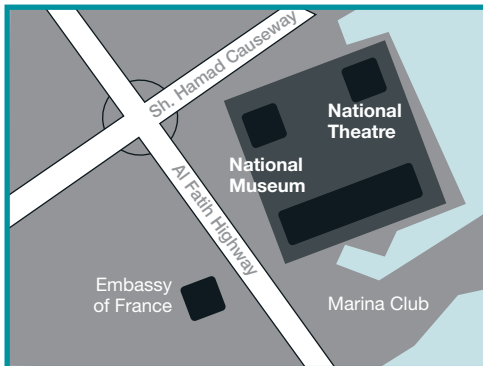 Sh. Hamad Causeway
National
Theatre
National
Museum
Al Fatih Highway
Embassy
of France
Marina Club